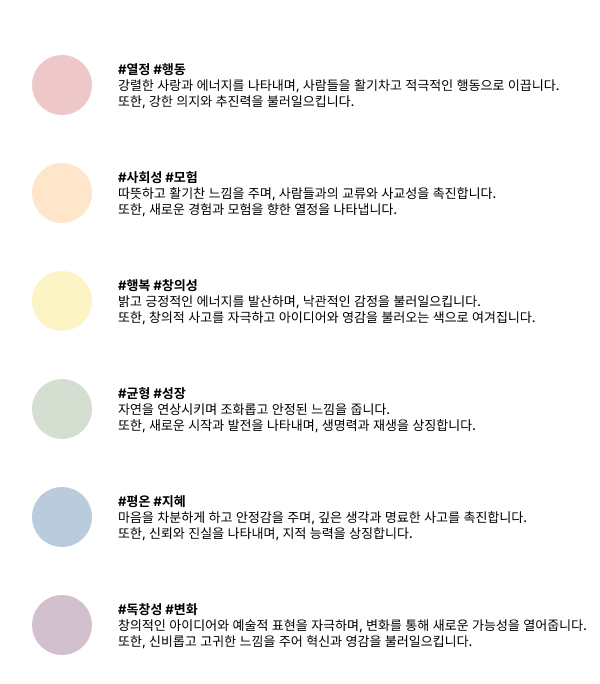 #열정 #행동
강렬한 사랑과 에너지를 나타내며, 사람들을 활기차고 적극적인 행동으로 이끕니다.
또한, 강한 의지와 추진력을 불러일으킵니다.
#사회성 #모험
따뜻하고 활기찬 느낌을 주며, 사람들과의 교류와 사교성을 촉진합니다.
또한, 새로운 경험과 모험을 향한 열정을 나타냅니다.
#행복 #창의성
밝고 긍정적인 에너지를 발산하며, 낙관적인 감정을 불러일으킵니다.
또한, 창의적 사고를 자극하고 아이디어와 영감을 불러오는 색으로 여겨집니다.
#균형 #성장
자연을 연상시키며 조화롭고 안정된 느낌을 줍니다.
또한, 새로운 시작과 발전을 나타내며, 생명력과 재생을 상징합니다.
#평온 #지혜
마음을 차분하게 하고 안정감을 주며, 깊은 생각과 명료한 사고를 촉진합니다.
또한, 신뢰와 진실을 나타내며, 지적 능력을 상징합니다.
#독창성 #변화
창의적인 아이디어와 예술적 표현을 자극하며, 변화를 통해 새로운 가능성을 열어줍니다.
또한, 신비롭고 고귀한 느낌을 주어 혁신과 영감을 불러일으킵니다.